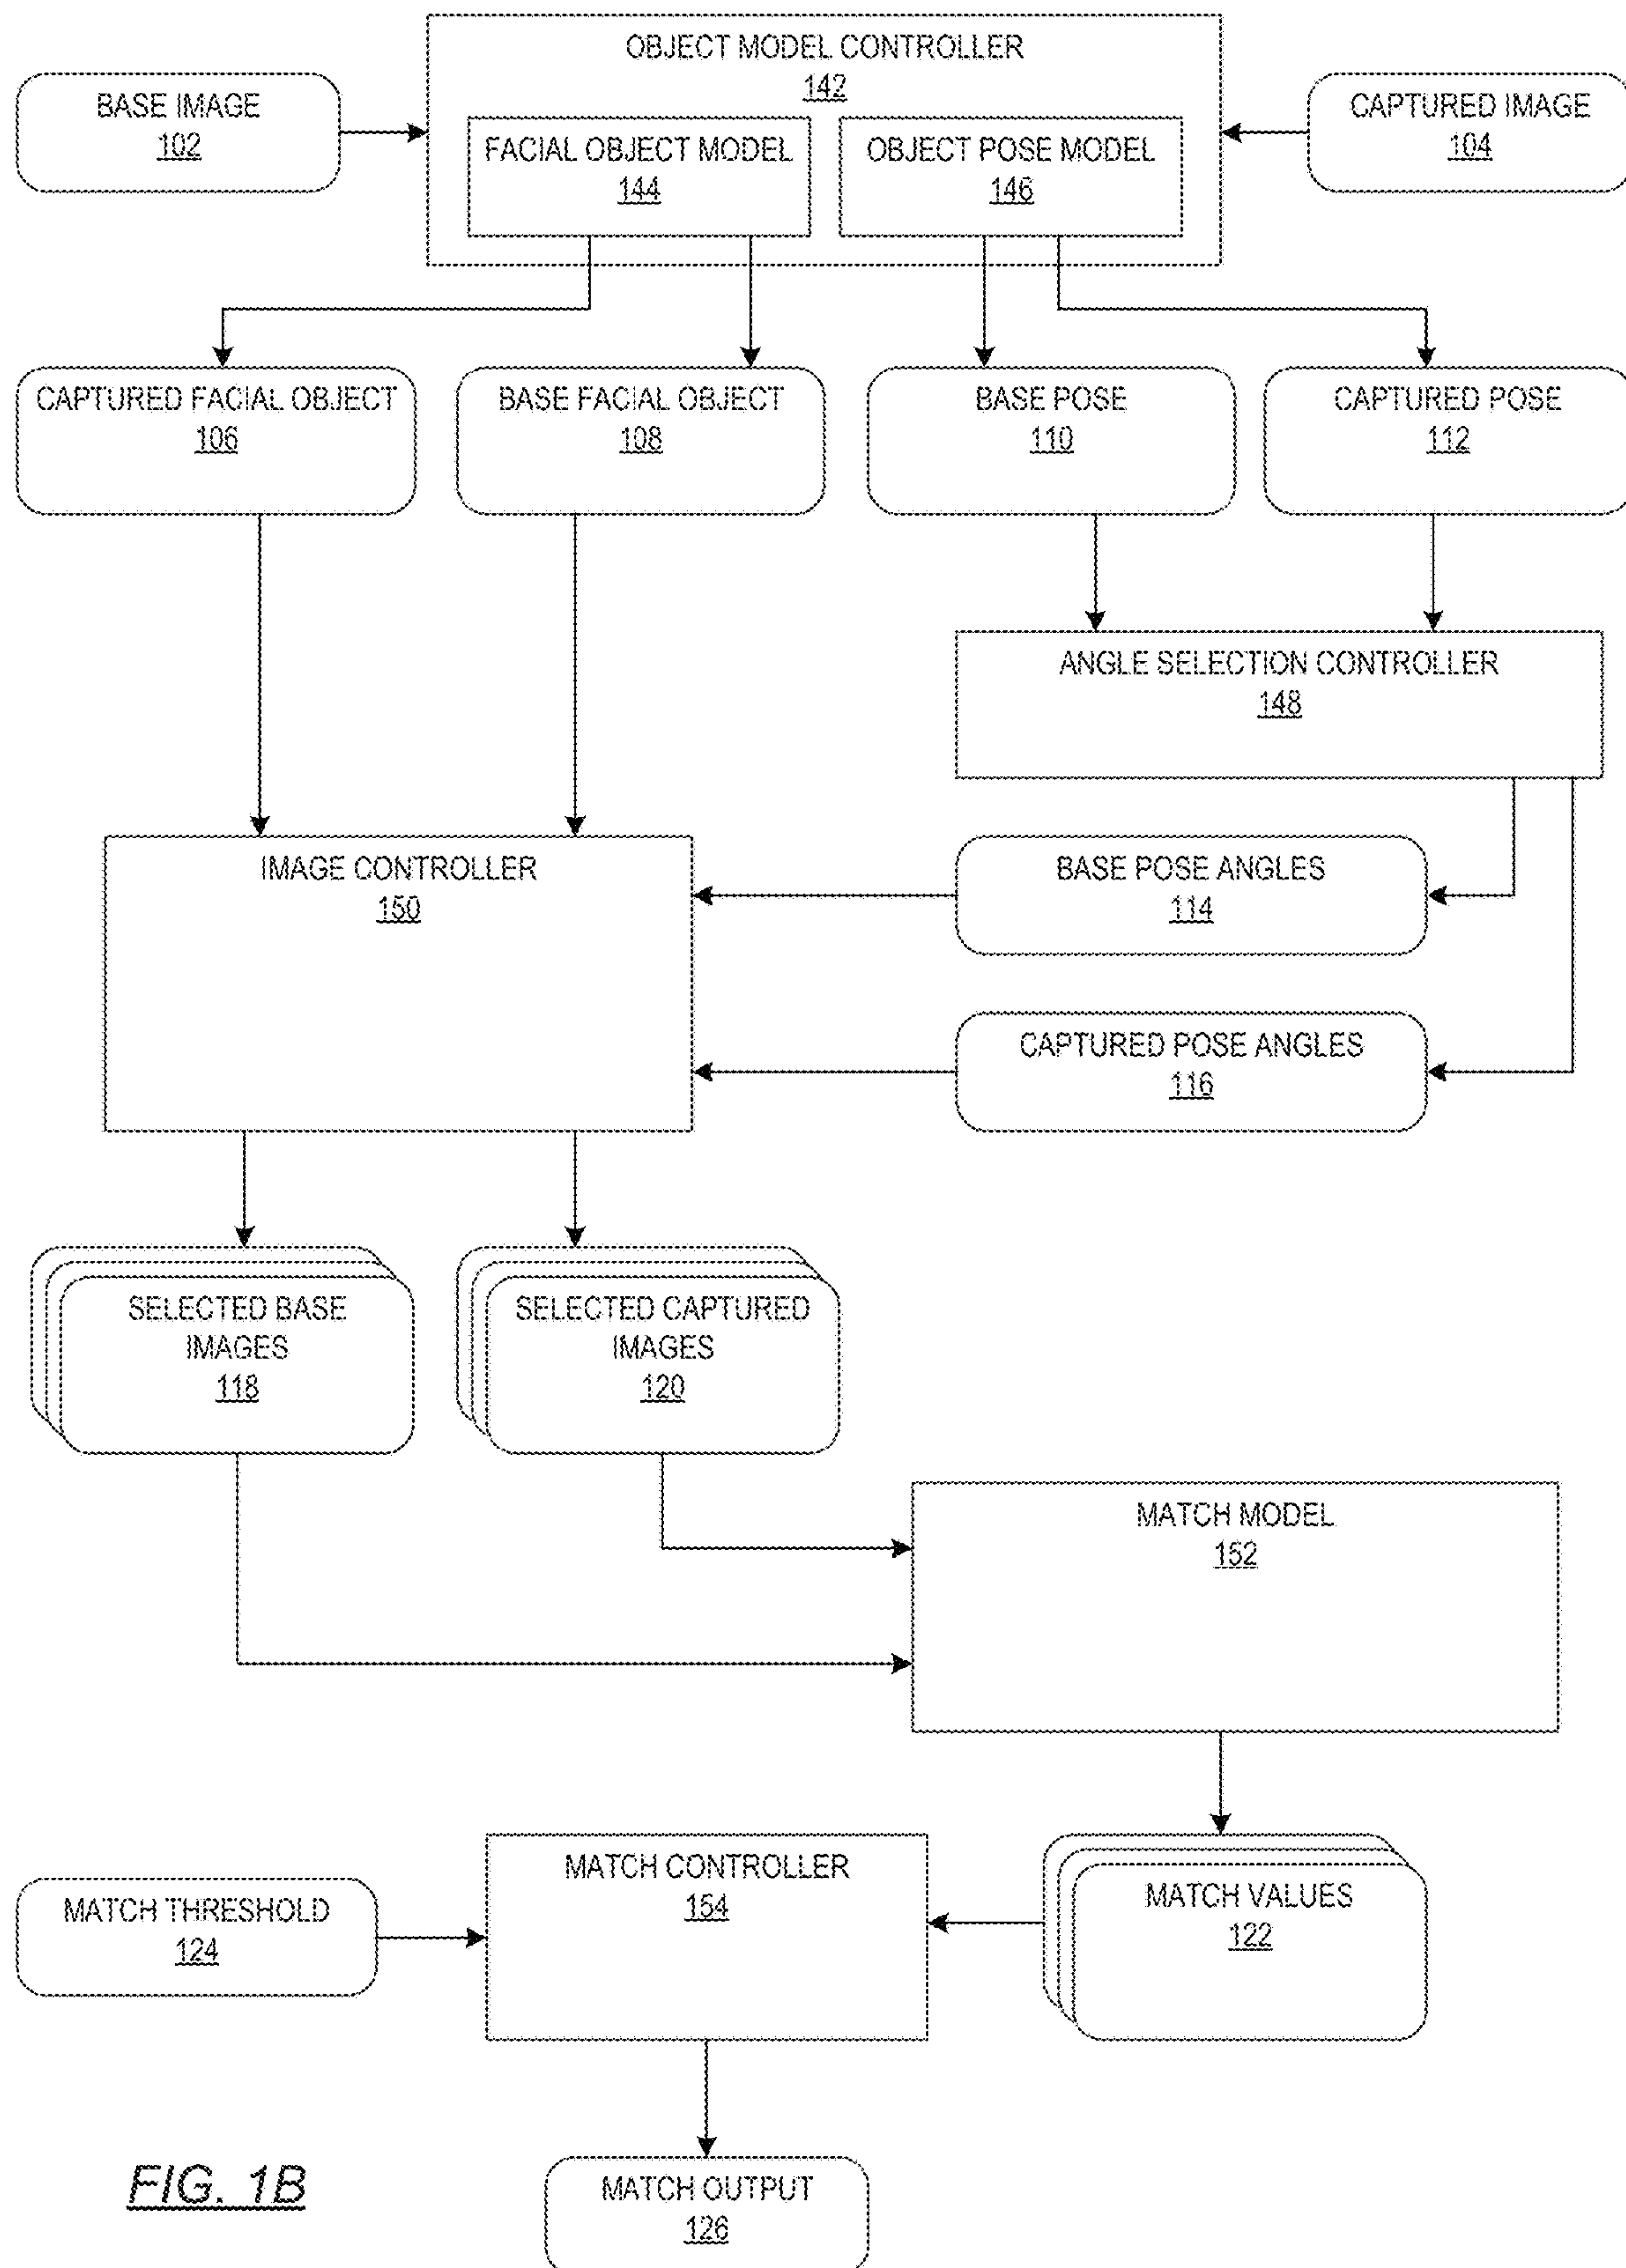 OBJECT MODEL CONTROLLER
142
BASE IMAGE
102
CAPTURED IMAGE
104
FACIAL OBJECT MODEL
144
OBJECT POSE MODEL
146
CAPTURED FACIAL OBJECT
106
BASE FACIAL OBJECT
108
BASE POSE
110
CAPTURED POSE
112
ANGLE SELECTION CONTROLLER
148
IMAGE CONTROLLER
150
BASE POSE ANGLES
114
CAPTURED POSE ANGLES
116
SELECTED BASE
IMAGES
118
SELECTED CAPTURED
IMAGES
120
MATCH MODEL
152
MATCH CONTROLLER
154
MATCH VALUES
122
MATCH THRESHOLD
124
MATCH OUTPUT
126
FIG. 1B